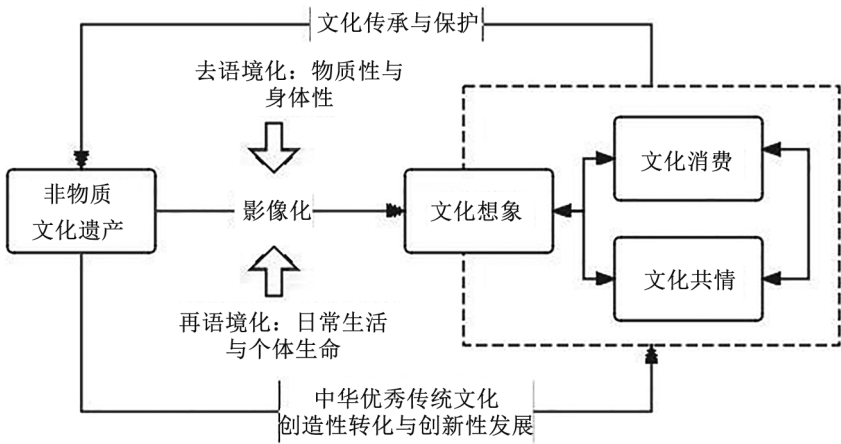 文化传承与保护
去语境化：物质性与
身体性
非物质
文化遗产
影像化
文化想象
文化消费
文化共情
再语境化：日常生活
与个体生命
中华优秀传统文化
创造性转化与创新性发展